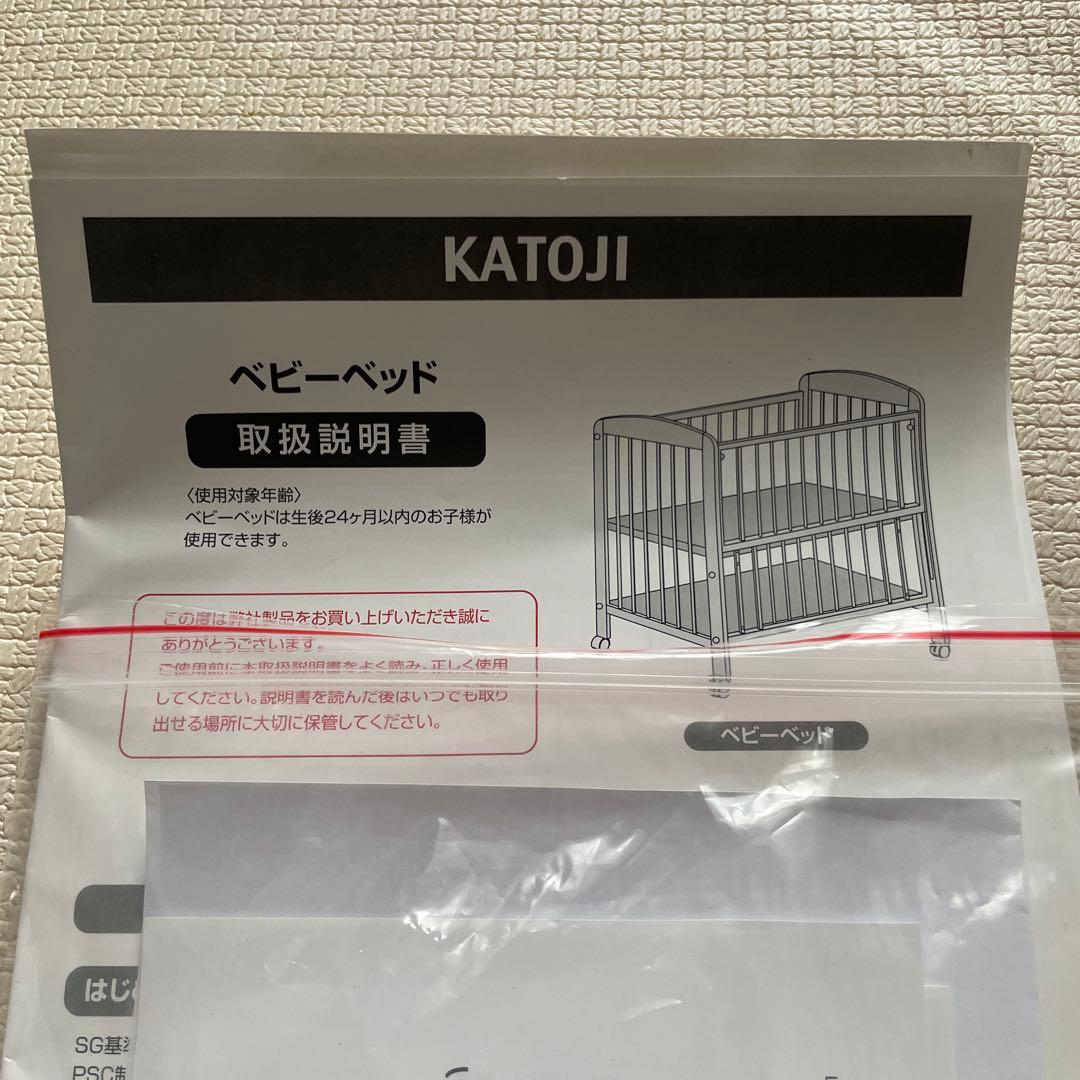 KATOJI
ベビーベッド
取扱説明書
〈使用対象年齢〉
ベビーベッドは生後24ヶ月以内のお子様が
使用できます。
この度は弊社製品をお買い上げいただき誠に
ありがとうございます。
ご使用前に本取扱説明書をよく読み、正しく使用
してください。説明書を読んだ後はいつでも取り
出せる場所に大切に保管してください。
ベビーベッド
はじ
SG基
PSC